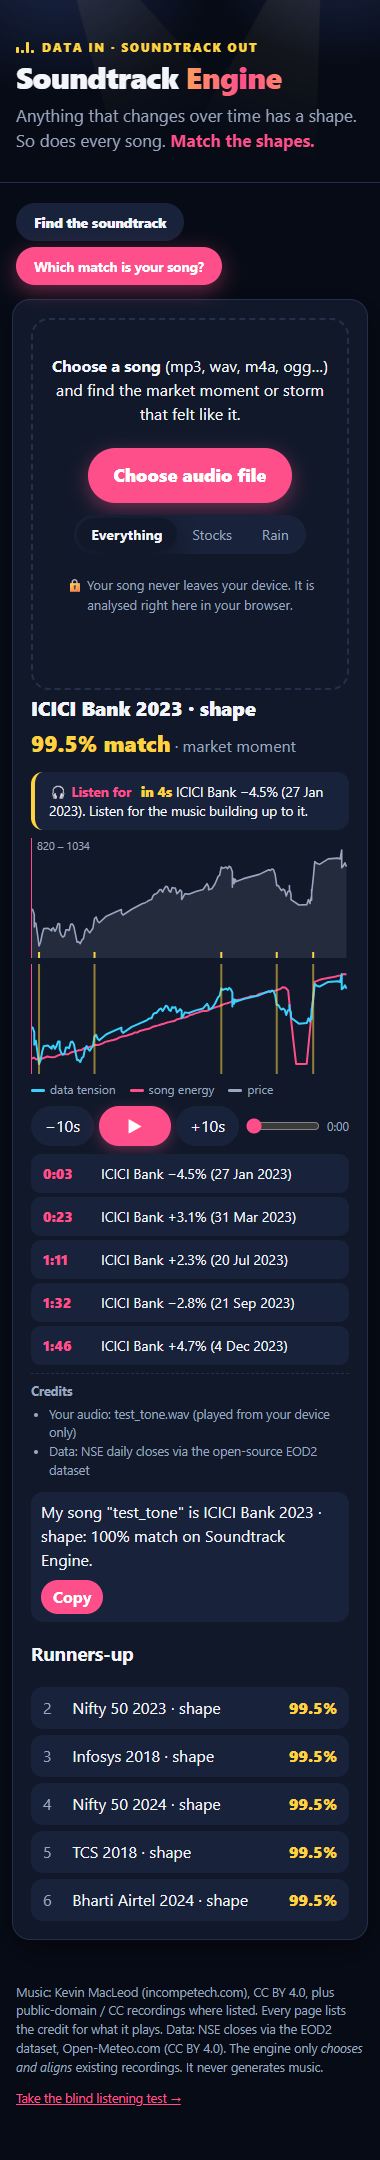 DATA IN · SOUNDTRACK OUT
Soundtrack Engine
Anything that changes over time has a shape.
So does every song. Match the shapes.
Find the soundtrack
Which match is your song?
Choose a song (mp3, wav, m4a, ogg...)
and find the market moment or storm
that felt like it.
Choose audio file
Everything Stocks Rain
🔒 Your song never leaves your device. It is
analysed right here in your browser.
ICICI Bank 2023 · shape
99.5% match · market moment
🎧 Listen for in 4s ICICI Bank −4.5% (27 Jan
2023). Listen for the music building up to it.
820 – 1034
data tension song energy price
−10s ▶ +10s 0:00
0:03 ICICI Bank −4.5% (27 Jan 2023)
0:23 ICICI Bank +3.1% (31 Mar 2023)
1:11 ICICI Bank +2.3% (20 Jul 2023)
1:32 ICICI Bank −2.8% (21 Sep 2023)
1:46 ICICI Bank +4.7% (4 Dec 2023)
Credits
• Your audio: test_tone.wav (played from your device
only)
• Data: NSE daily closes via the open-source EOD2
dataset
My song "test_tone" is ICICI Bank 2023 ·
shape: 100% match on Soundtrack
Engine.
Copy
Runners-up
2 Nifty 50 2023 · shape 99.5%
3 Infosys 2018 · shape 99.5%
4 Nifty 50 2024 · shape 99.5%
5 TCS 2018 · shape 99.5%
6 Bharti Airtel 2024 · shape 99.5%
Music: Kevin MacLeod (incompetech.com), CC BY 4.0, plus
public-domain / CC recordings where listed. Every page lists
the credit for what it plays. Data: NSE closes via the EOD2
dataset, Open-Meteo.com (CC BY 4.0). The engine only chooses
and aligns existing recordings. It never generates music.
Take the blind listening test →